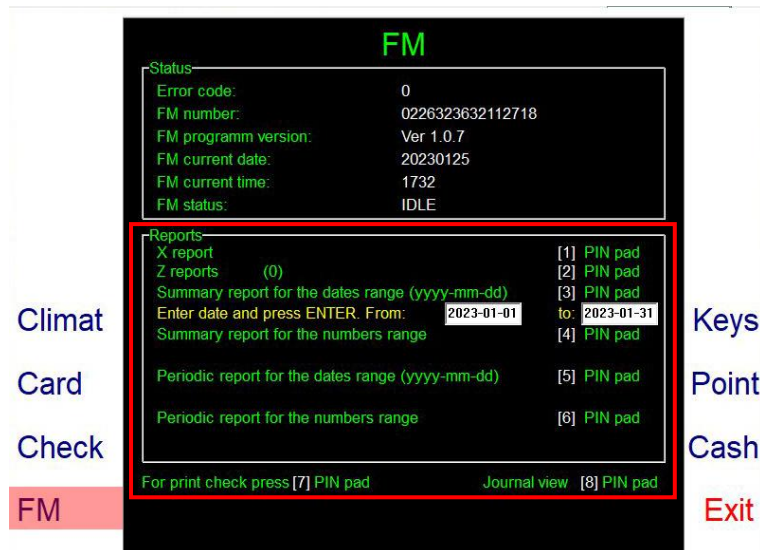 FM
Status
Error code: 0
FM number: 0226323632112718
FM programm version: Ver 1.0.7
FM current date: 20230125
FM current time: 1732
FM status: IDLE
Reports
X report [1] PIN pad
Z reports (0) [2] PIN pad
Summary report for the dates range (yyyy-mm-dd) [3] PIN pad
Enter date and press ENTER. From: 2023-01-01 to: 2023-01-31
Summary report for the numbers range [4] PIN pad
Periodic report for the dates range (yyyy-mm-dd) [5] PIN pad
Periodic report for the numbers range [6] PIN pad
For print check press [7] PIN pad Journal view [8] PIN pad
Climat
Card
Check
FM
Keys
Point
Cash
Exit